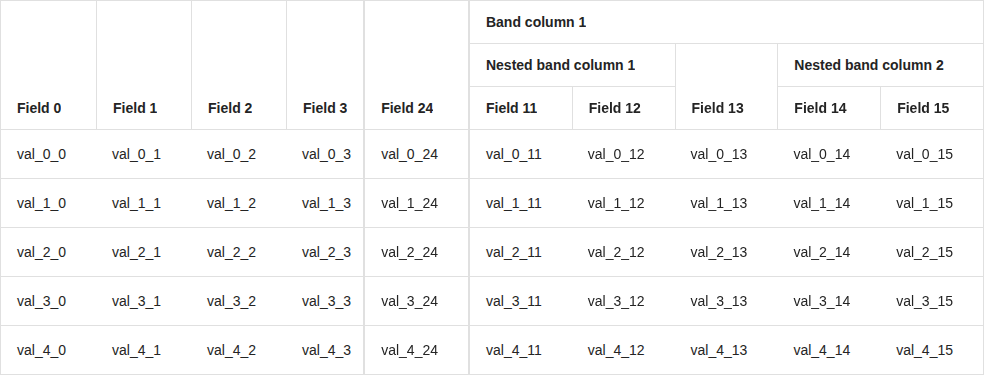 Band column 1
Nested band column 1 Nested band column 2
Field 0 Field 1 Field 2 Field 3 Field 24 Field 11 Field 12 Field 13 Field 14 Field 15
val_0_0 val_0_1 val_0_2 val_0_3 val_0_24 val_0_11 val_0_12 val_0_13 val_0_14 val_0_15
val_1_0 val_1_1 val_1_2 val_1_3 val_1_24 val_1_11 val_1_12 val_1_13 val_1_14 val_1_15
val_2_0 val_2_1 val_2_2 val_2_3 val_2_24 val_2_11 val_2_12 val_2_13 val_2_14 val_2_15
val_3_0 val_3_1 val_3_2 val_3_3 val_3_24 val_3_11 val_3_12 val_3_13 val_3_14 val_3_15
val_4_0 val_4_1 val_4_2 val_4_3 val_4_24 val_4_11 val_4_12 val_4_13 val_4_14 val_4_15